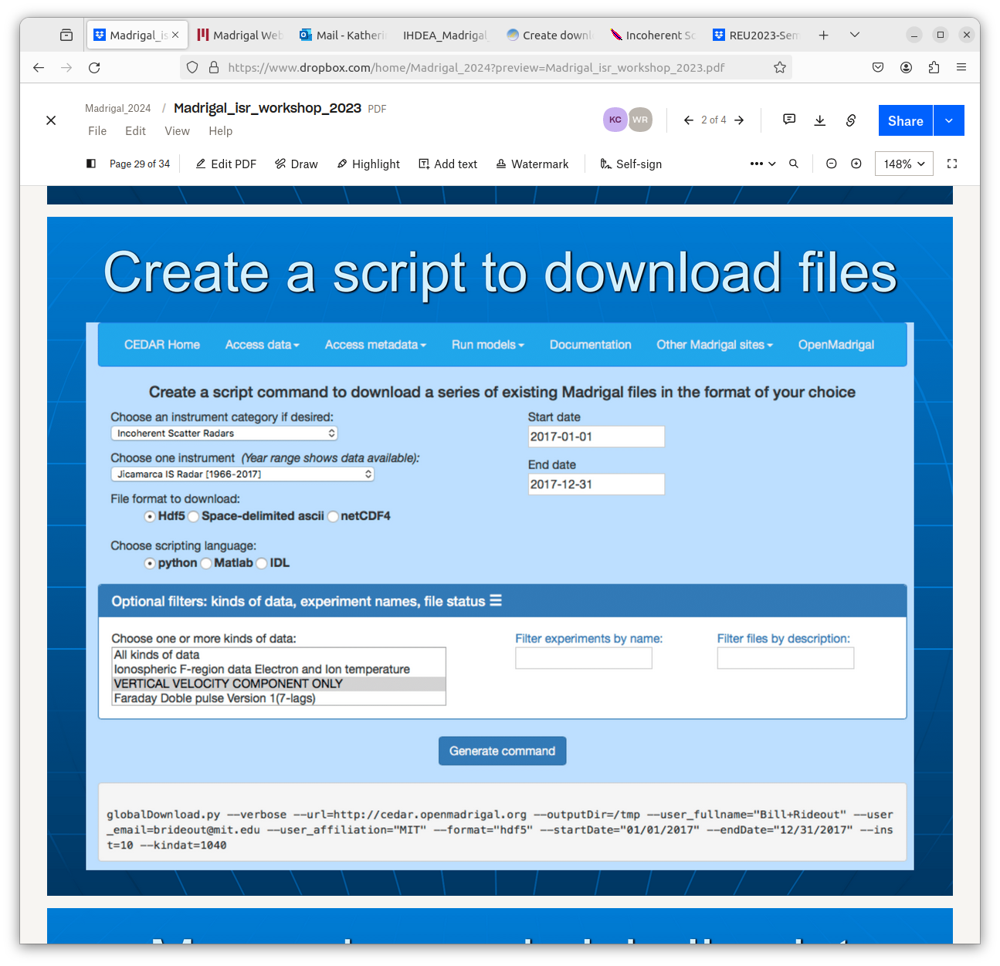 Madrigal_is
Madrigal Web
Mail - Katheri
IHDEA_Madrigal
Create downl
Incoherent Sc
REU2023-Sem
https://www.dropbox.com/home/Madrigal_2024?preview=Madrigal_isr_workshop_2023.pdf
Madrigal_2024 / Madrigal_isr_workshop_2023 PDF
File Edit View Help
KC WR
2 of 4
Share
Page 29 of 34
Edit PDF
Draw
Highlight
Add text
Watermark
Self-sign
148%
Create a script to download files
CEDAR Home Access data Access metadata Run models Documentation Other Madrigal sites OpenMadrigal
Create a script command to download a series of existing Madrigal files in the format of your choice
Choose an instrument category if desired:
Incoherent Scatter Radars
Choose one instrument (Year range shows data available):
Jicamarca IS Radar [1966-2017]
File format to download:
Hdf5 Space-delimited ascii netCDF4
Choose scripting language:
python Matlab IDL
Start date
2017-01-01
End date
2017-12-31
Optional filters: kinds of data, experiment names, file status
Choose one or more kinds of data:
All kinds of data
Ionospheric F-region data Electron and Ion temperature
VERTICAL VELOCITY COMPONENT ONLY
Faraday Doble pulse Version 1(7-lags)
Filter experiments by name:
Filter files by description:
Generate command
globalDownload.py --verbose --url=http://cedar.openmadrigal.org --outputDir=/tmp --user_fullname="Bill+Rideout" --user
_email=brideout@mit.edu --user_affiliation="MIT" --format="hdf5" --startDate="01/01/2017" --endDate="12/31/2017" --ins
t=10 --kindat=1040